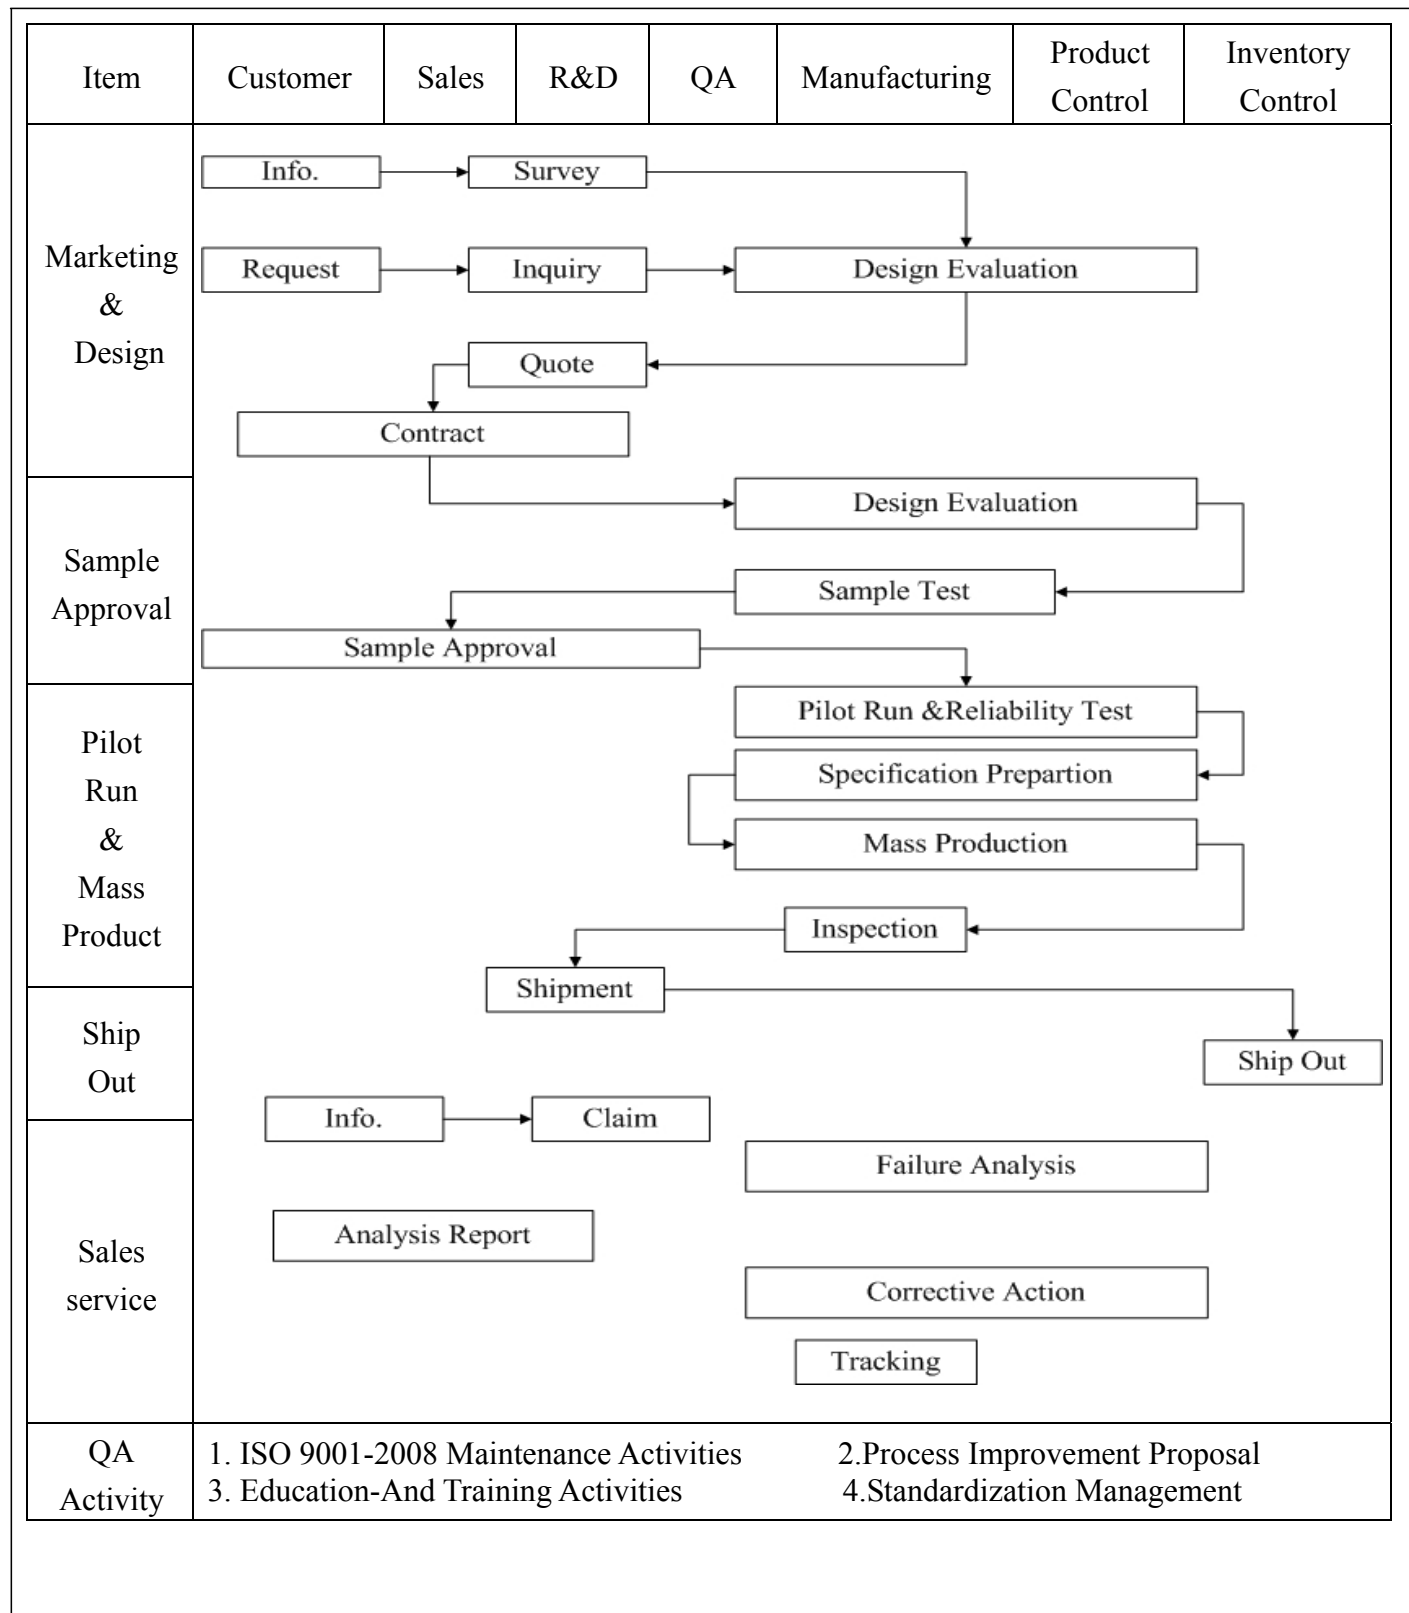 Item
Customer
Sales
R&D
QA
Manufacturing
Product
Control
Inventory
Control
Marketing
&
Design
Info.
Survey
Request
Inquiry
Design Evaluation
Quote
Contract
Sample
Approval
Design Evaluation
Sample Test
Sample Approval
Pilot
Run
&
Mass
Product
Pilot Run &Reliability Test
Specification Prepartion
Mass Production
Inspection
Shipment
Ship
Out
Ship Out
Info.
Claim
Sales
service
Failure Analysis
Analysis Report
Corrective Action
Tracking
QA
Activity
1. ISO 9001-2008 Maintenance Activities 2.Process Improvement Proposal
3. Education-And Training Activities 4.Standardization Management